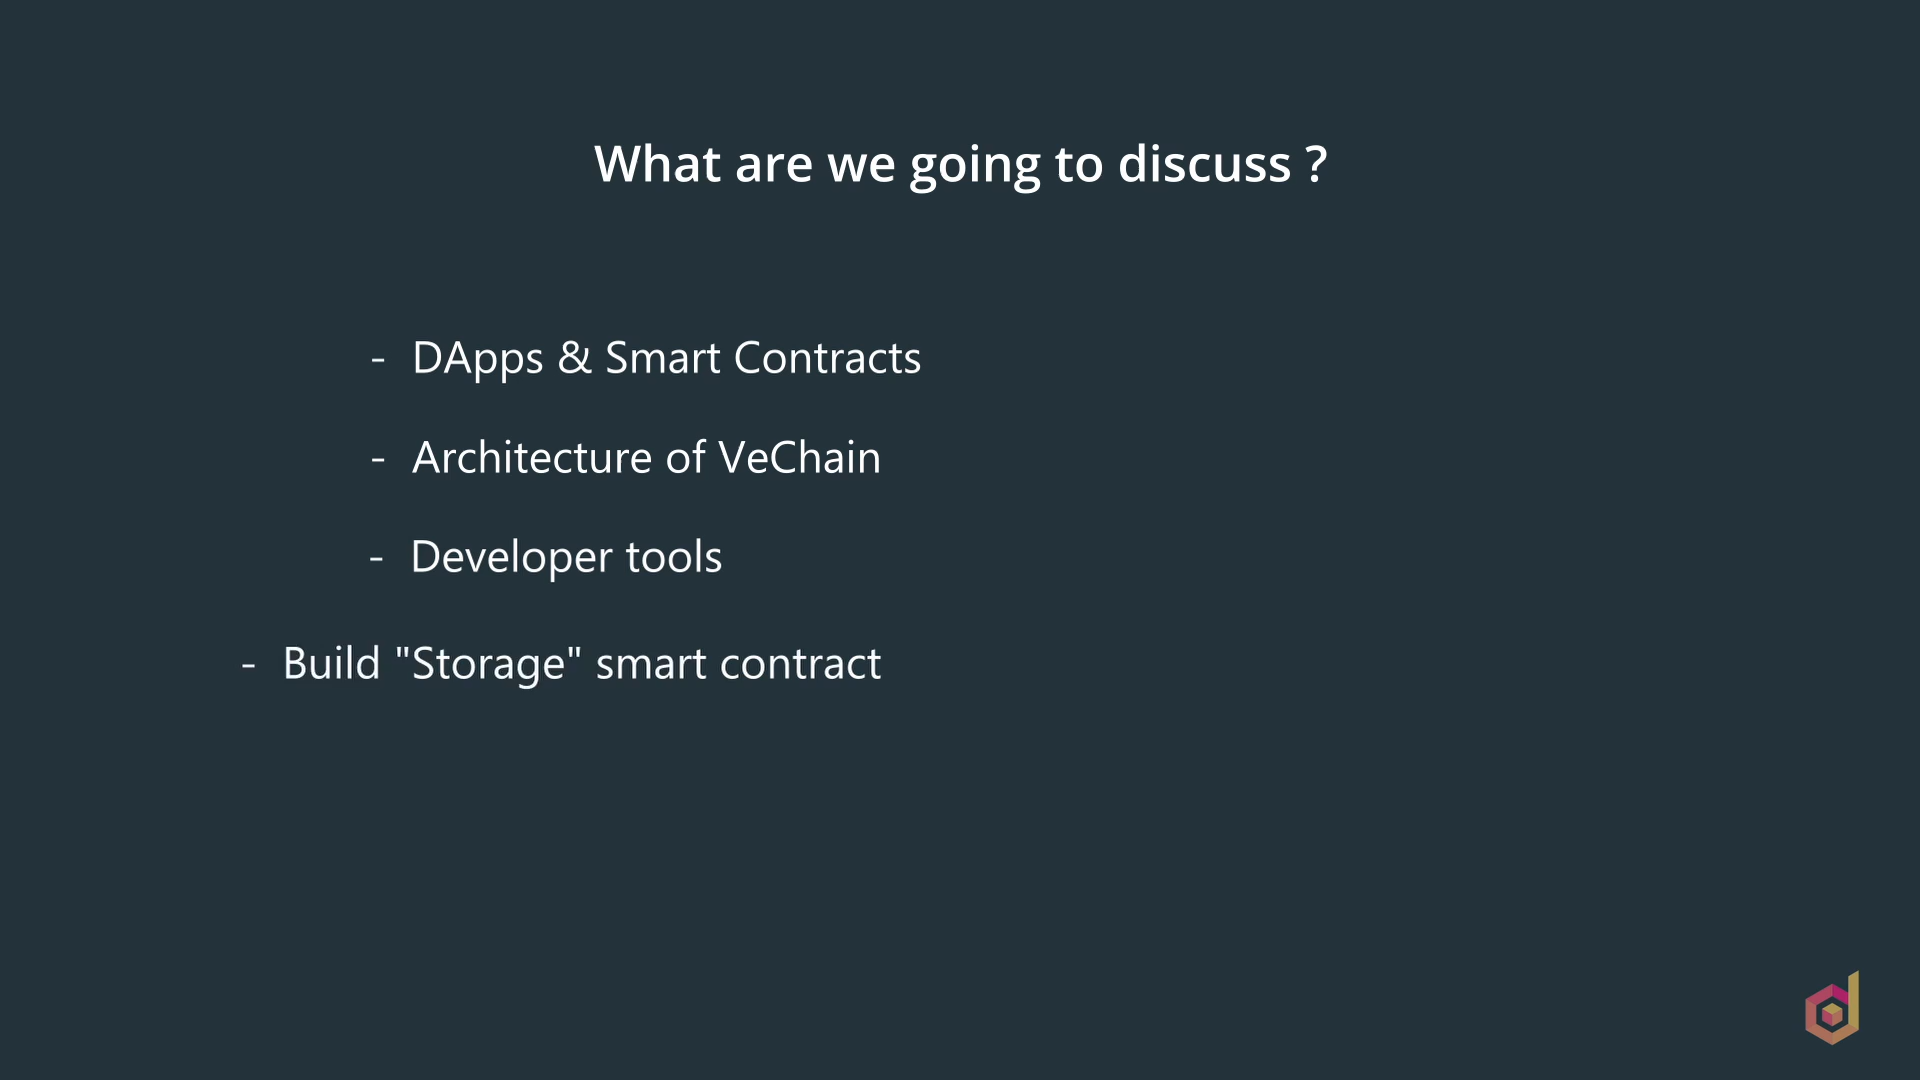 What are we going to discuss ?
- DApps & Smart Contracts
- Architecture of VeChain
- Developer tools
- Build "Storage" smart contract